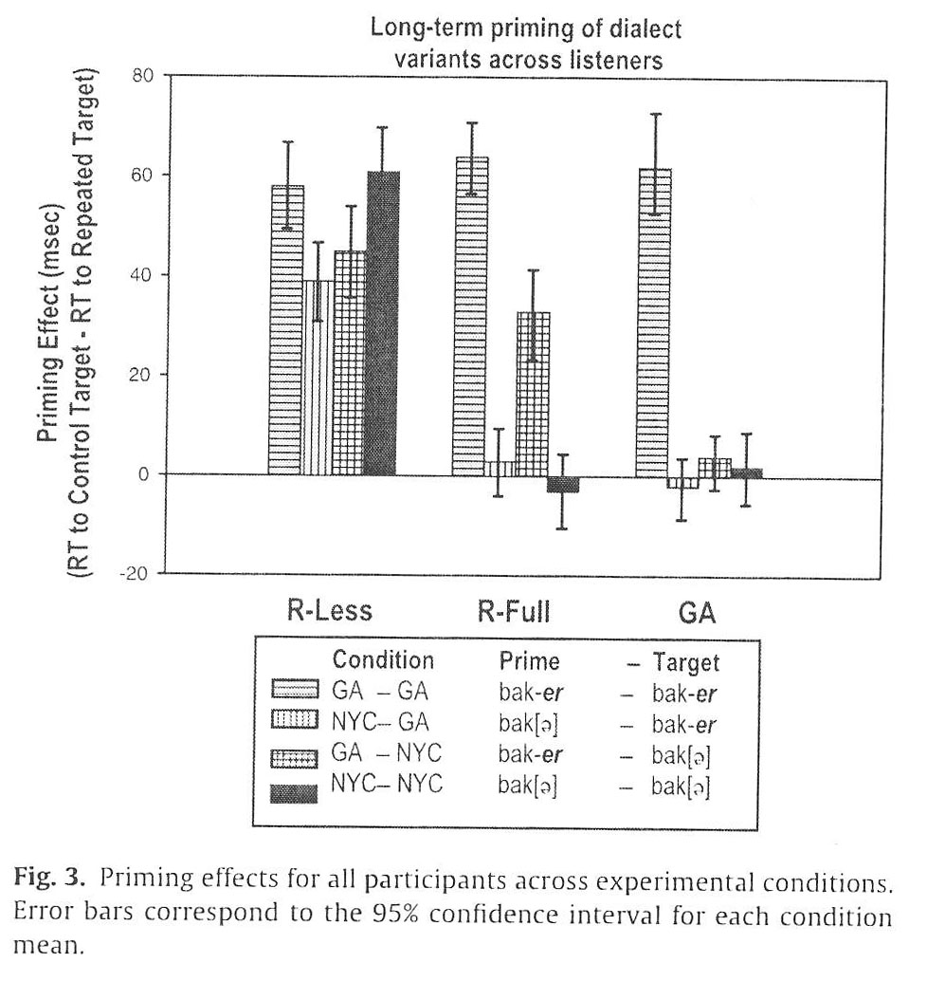 Long-term priming of dialect
variants across listeners
Priming Effect (msec)
(RT to Control Target - RT to Repeated Target)
80
60
40
20
0
-20
R-Less R-Full GA
Condition Prime – Target
GA – GA bak-er – bak-er
NYC– GA bak[ə] – bak-er
GA – NYC bak-er – bak[ə]
NYC– NYC bak[ə] – bak[ə]
Fig. 3. Priming effects for all participants across experimental conditions.
Error bars correspond to the 95% confidence interval for each condition
mean.